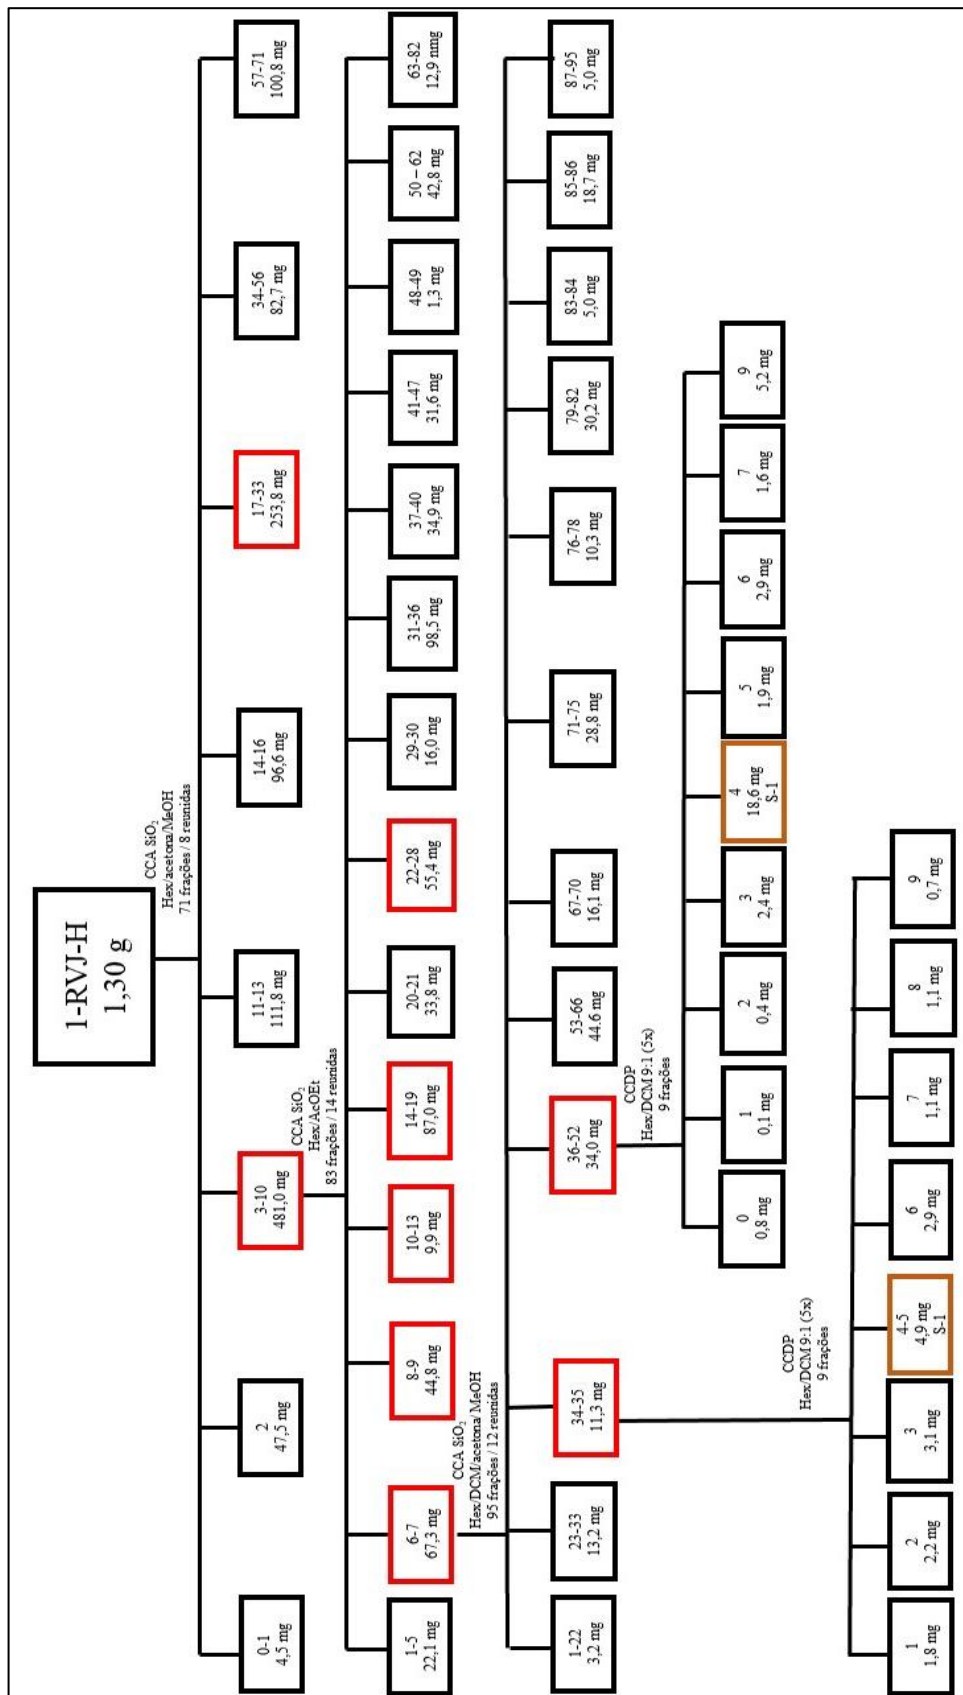 1-RVJ-H
1,30 g
CCA SiO₂
Hex/acetona/MeOH
71 frações / 8 reunidas
0-1
4,5 mg
2
47,5 mg
3-10
481,0 mg
11-13
111,8 mg
14-16
96,6 mg
17-33
253,8 mg
34-56
82,7 mg
57-71
100,8 mg
CCA SiO₂
Hex/AcOEt
83 frações / 14 reunidas
1-5
22,1 mg
6-7
67,3 mg
8-9
44,8 mg
10-13
9,9 mg
14-19
87,0 mg
20-21
33,8 mg
22-28
55,4 mg
29-30
16,0 mg
31-36
98,5 mg
37-40
34,9 mg
41-47
31,6 mg
48-49
1,3 mg
50 – 62
42,8 mg
63-82
12,9 nmg
CCA SiO₂
Hex/DCM/acetona/ MeOH
95 frações / 12 reunidas
1-22
3,2 mg
23-33
13,2 mg
34-35
11,3 mg
36-52
34,0 mg
53-66
44.6 mg
67-70
16,1 mg
71-75
28,8 mg
76-78
10,3 mg
79-82
30,2 mg
83-84
5,0 mg
85-86
18,7 mg
87-95
5,0 mg
CCDP
Hex/DCM 9:1 (5x)
9 frações
0
0,8 mg
1
0,1 mg
2
0,4 mg
3
2,4 mg
4
18,6 mg
S-1
5
1,9 mg
6
2,9 mg
7
1,6 mg
9
5,2 mg
CCDP
Hex/DCM 9:1 (5x)
9 frações
1
1,8 mg
2
2,2 mg
3
3,1 mg
4-5
4,9 mg
S-1
6
2,9 mg
7
1,1 mg
8
1,1 mg
9
0,7 mg